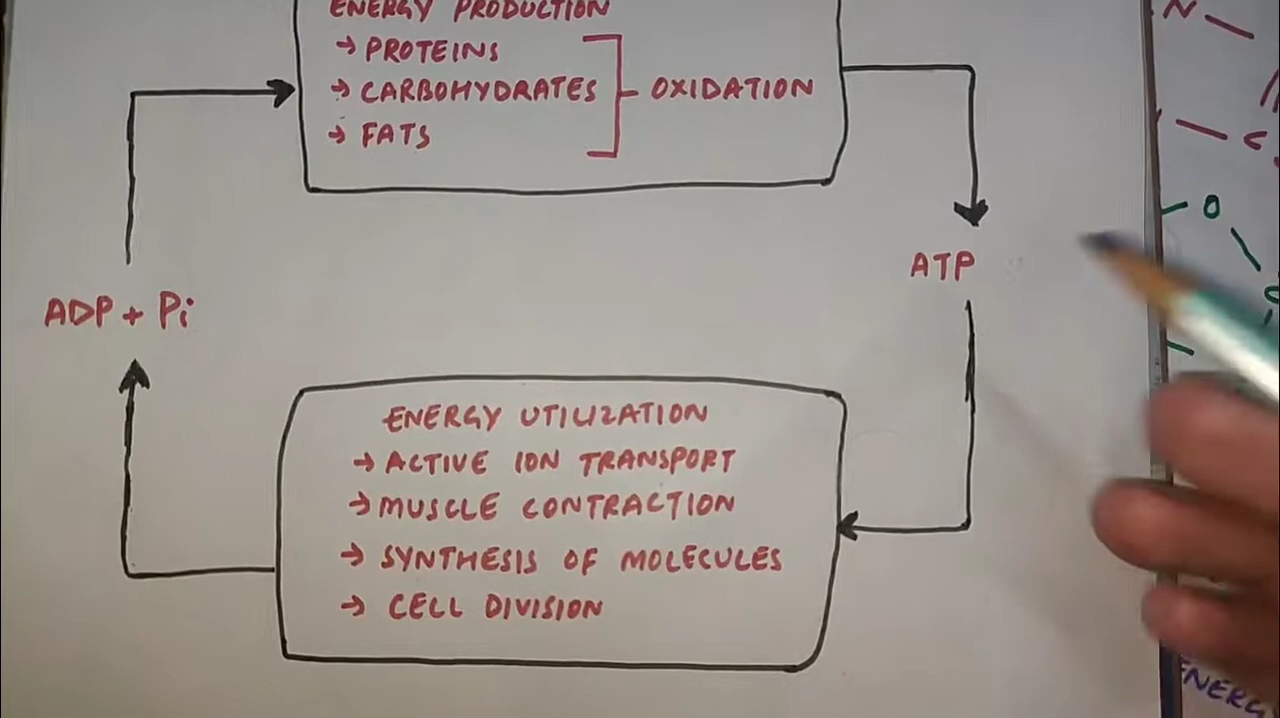 ENERGY PRODUCTION
→ PROTEINS
→ CARBOHYDRATES
→ FATS
OXIDATION
ATP
ADP + Pi
ENERGY UTILIZATION
→ ACTIVE ION TRANSPORT
→ MUSCLE CONTRACTION
→ SYNTHESIS OF MOLECULES
→ CELL DIVISION
N
C
O
ENERGY